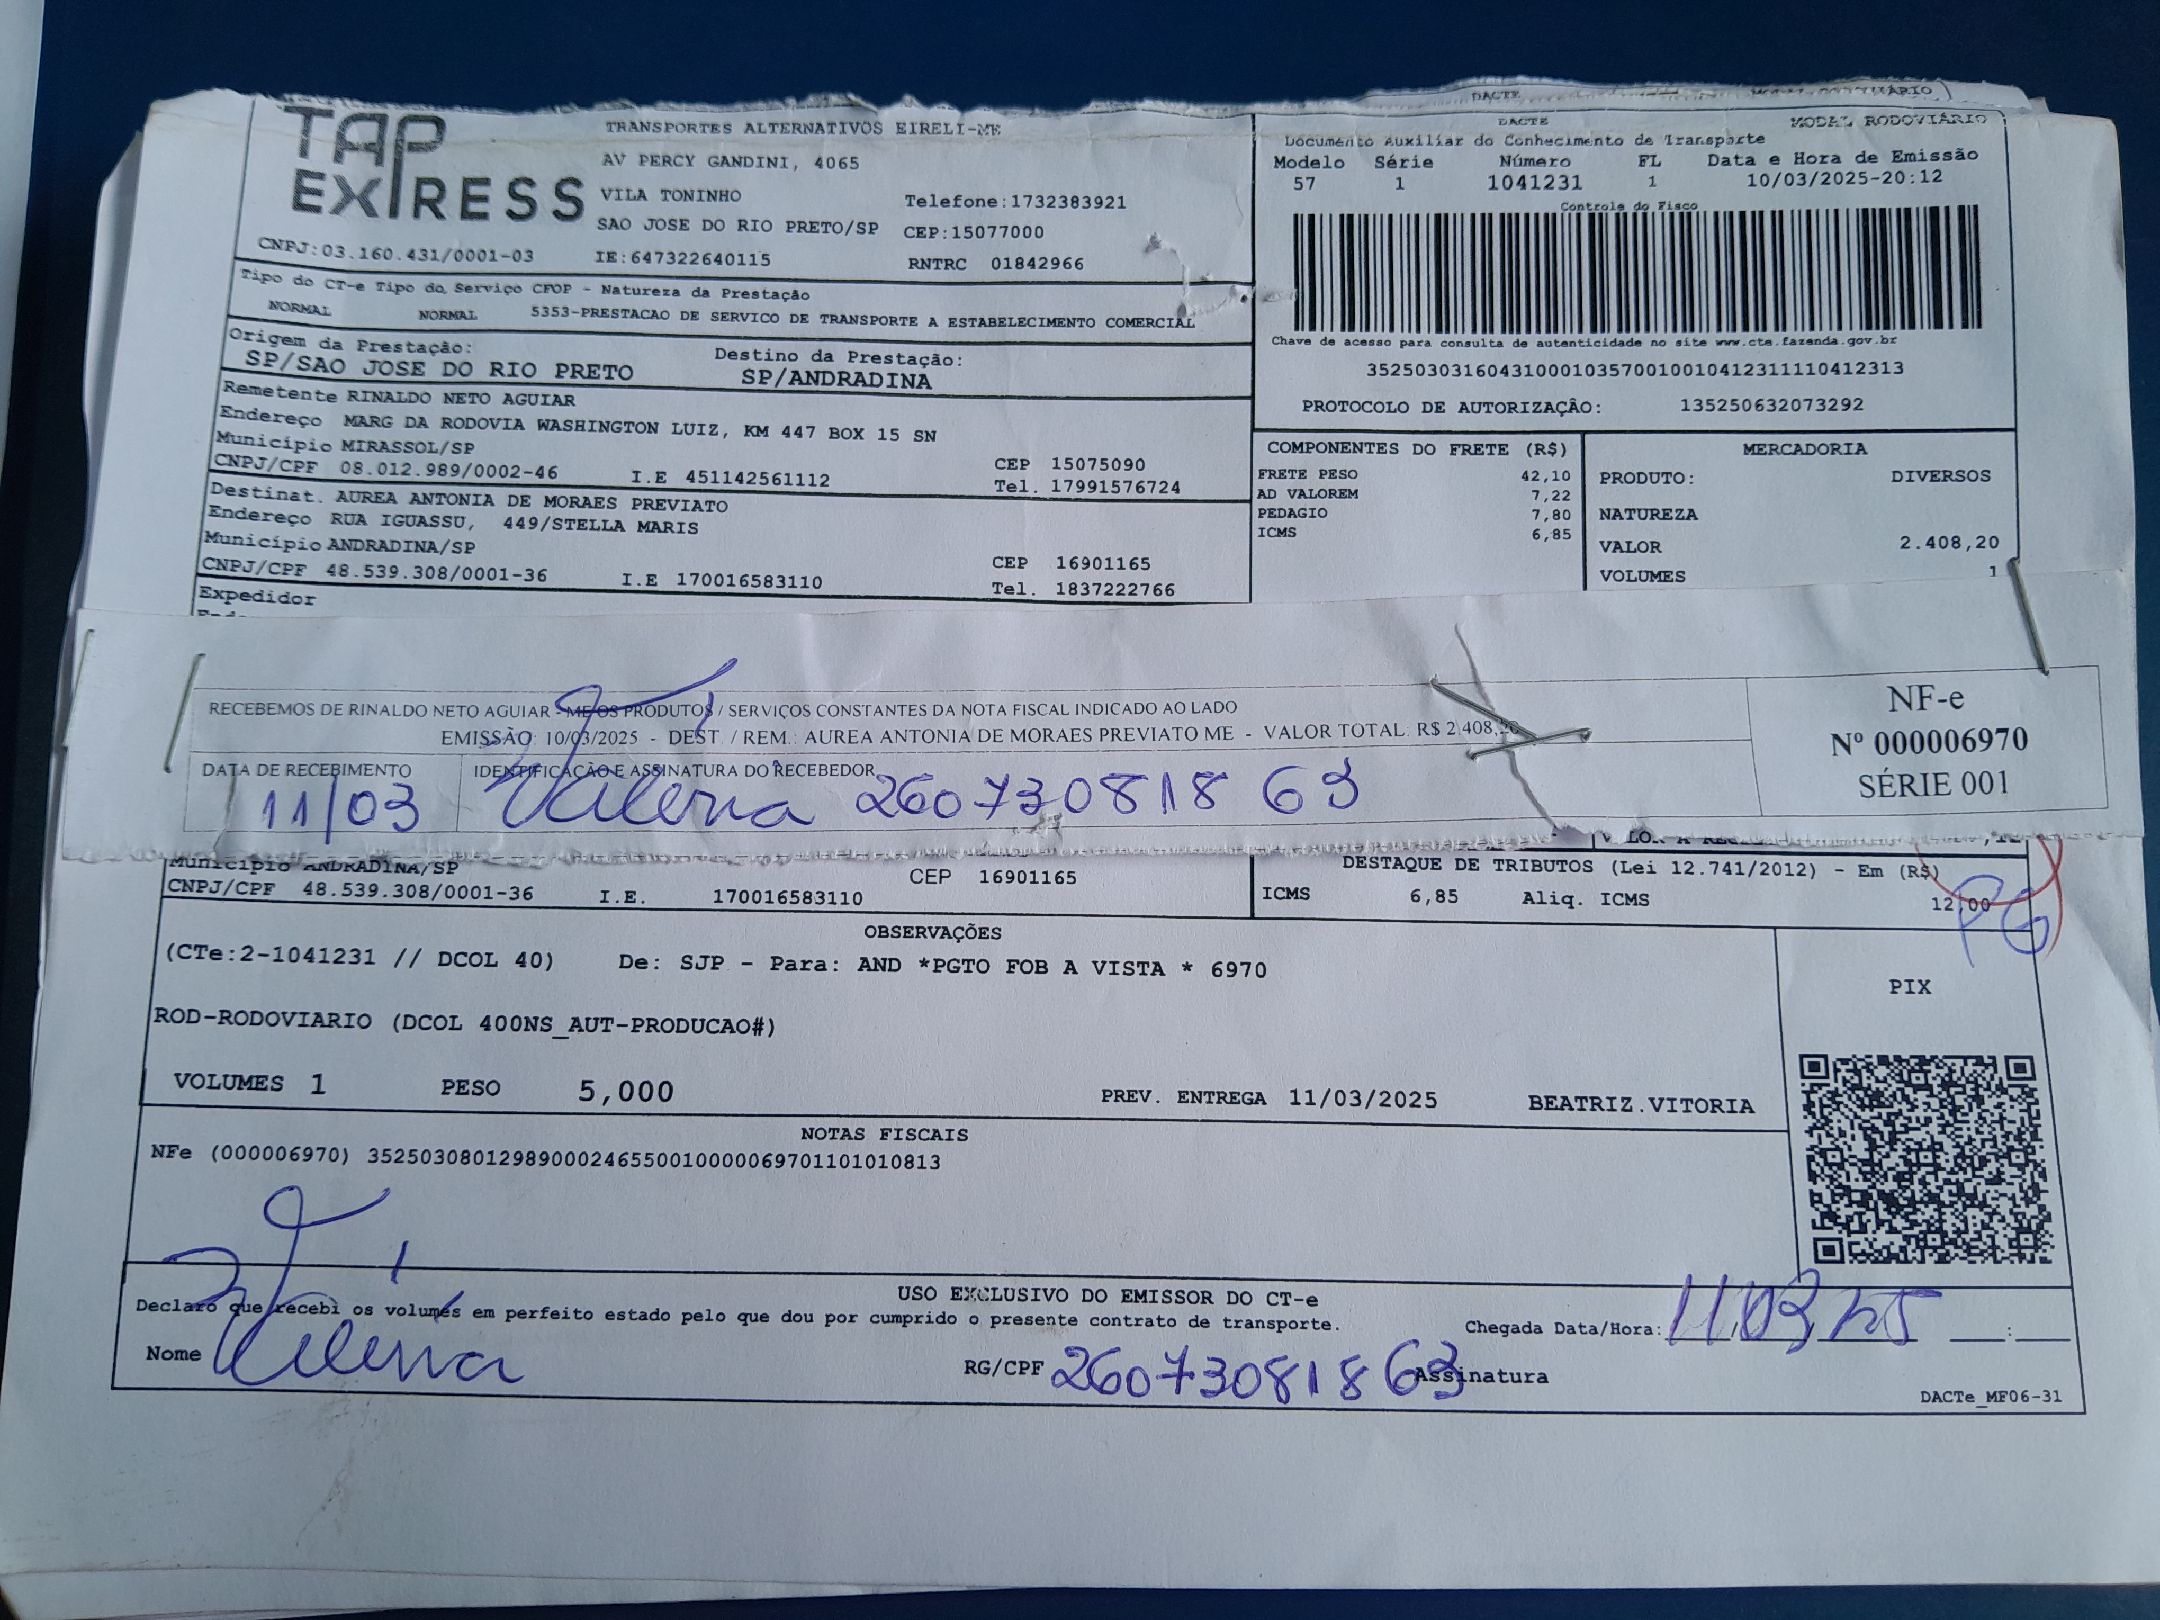 DACTE
TAP EXPRESS
TRANSPORTES ALTERNATIVOS EIRELI-ME
AV PERCY GANDINI, 4065
VILA TONINHO
Telefone:1732383921
SAO JOSE DO RIO PRETO/SP CEP:15077000
CNPJ:03.160.431/0001-03 IE:647322640115 RNTRC 01842966
DACTE MODAL RODOVIÁRIO
Documento Auxiliar do Conhecimento de Transporte
Modelo Série Número FL Data e Hora de Emissão
57 1 1041231 1 10/03/2025-20:12
Controle do Fisco
Chave de acesso para consulta de autenticidade no site www.cte.fazenda.gov.br
35250303160431000103570010010412311110412313
PROTOCOLO DE AUTORIZAÇÃO: 135250632073292
Tipo do CT-e Tipo do Serviço CFOP - Natureza da Prestação
NORMAL NORMAL 5353-PRESTACAO DE SERVICO DE TRANSPORTE A ESTABELECIMENTO COMERCIAL
Origem da Prestação: Destino da Prestação:
SP/SAO JOSE DO RIO PRETO SP/ANDRADINA
Remetente RINALDO NETO AGUIAR
Endereço MARG DA RODOVIA WASHINGTON LUIZ, KM 447 BOX 15 SN
Município MIRASSOL/SP CEP 15075090
CNPJ/CPF 08.012.989/0002-46 I.E 451142561112 Tel. 17991576724
Destinat. AUREA ANTONIA DE MORAES PREVIATO
Endereço RUA IGUASSU, 449/STELLA MARIS
Município ANDRADINA/SP CEP 16901165
CNPJ/CPF 48.539.308/0001-36 I.E 170016583110 Tel. 1837222766
Expedidor
COMPONENTES DO FRETE (R$)
FRETE PESO 42,10
AD VALOREM 7,22
PEDAGIO 7,80
ICMS 6,85
MERCADORIA
PRODUTO: DIVERSOS
NATUREZA
VALOR 2.408,20
VOLUMES 1
RECEBEMOS DE RINALDO NETO AGUIAR - ME OS PRODUTOS / SERVIÇOS CONSTANTES DA NOTA FISCAL INDICADO AO LADO
EMISSÃO: 10/03/2025 - DEST. / REM.: AUREA ANTONIA DE MORAES PREVIATO ME - VALOR TOTAL: R$ 2.408,20
DATA DE RECEBIMENTO IDENTIFICAÇÃO E ASSINATURA DO RECEBEDOR
11/03 Valéria 260730818 63
NF-e
Nº 000006970
SÉRIE 001
Município ANDRADINA/SP CEP 16901165
CNPJ/CPF 48.539.308/0001-36 I.E. 170016583110
DESTAQUE DE TRIBUTOS (Lei 12.741/2012) - Em (R$)
ICMS 6,85 Aliq. ICMS 12,00
PG
OBSERVAÇÕES
(CTe:2-1041231 // DCOL 40) De: SJP - Para: AND *PGTO FOB A VISTA * 6970
ROD-RODOVIARIO (DCOL 400NS_AUT-PRODUCAO#)
VOLUMES 1 PESO 5,000 PREV. ENTREGA 11/03/2025 BEATRIZ.VITORIA
PIX
NOTAS FISCAIS
NFe (000006970) 35250308012989000246550010000069701101010813
USO EXCLUSIVO DO EMISSOR DO CT-e
Declaro que recebi os volumes em perfeito estado pelo que dou por cumprido o presente contrato de transporte.
Chegada Data/Hora: 11/03/25 __:__
Nome Valéria RG/CPF 260730818 63 Assinatura
DACTe_MF06-31